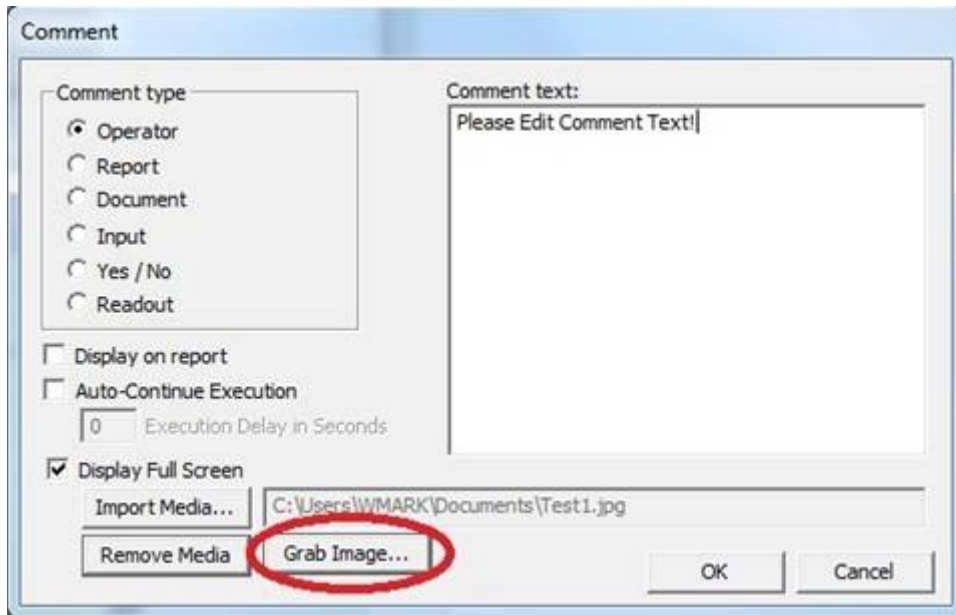 Comment
Comment type
Operator
Report
Document
Input
Yes / No
Readout
Comment text:
Please Edit Comment Text!
Display on report
Auto-Continue Execution
0 Execution Delay in Seconds
Display Full Screen
Import Media... C:\Users\WMARK\Documents\Test1.jpg
Remove Media Grab Image...
OK Cancel